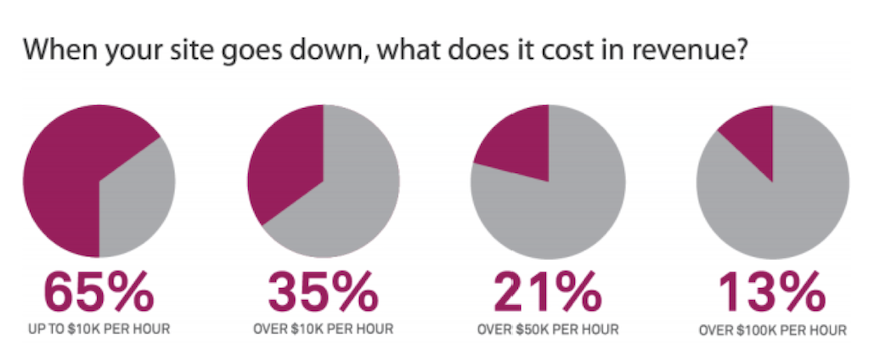 When your site goes down, what does it cost in revenue?
65% 35% 21% 13%
UP TO $10K PER HOUR OVER $10K PER HOUR OVER $50K PER HOUR OVER $100K PER HOUR